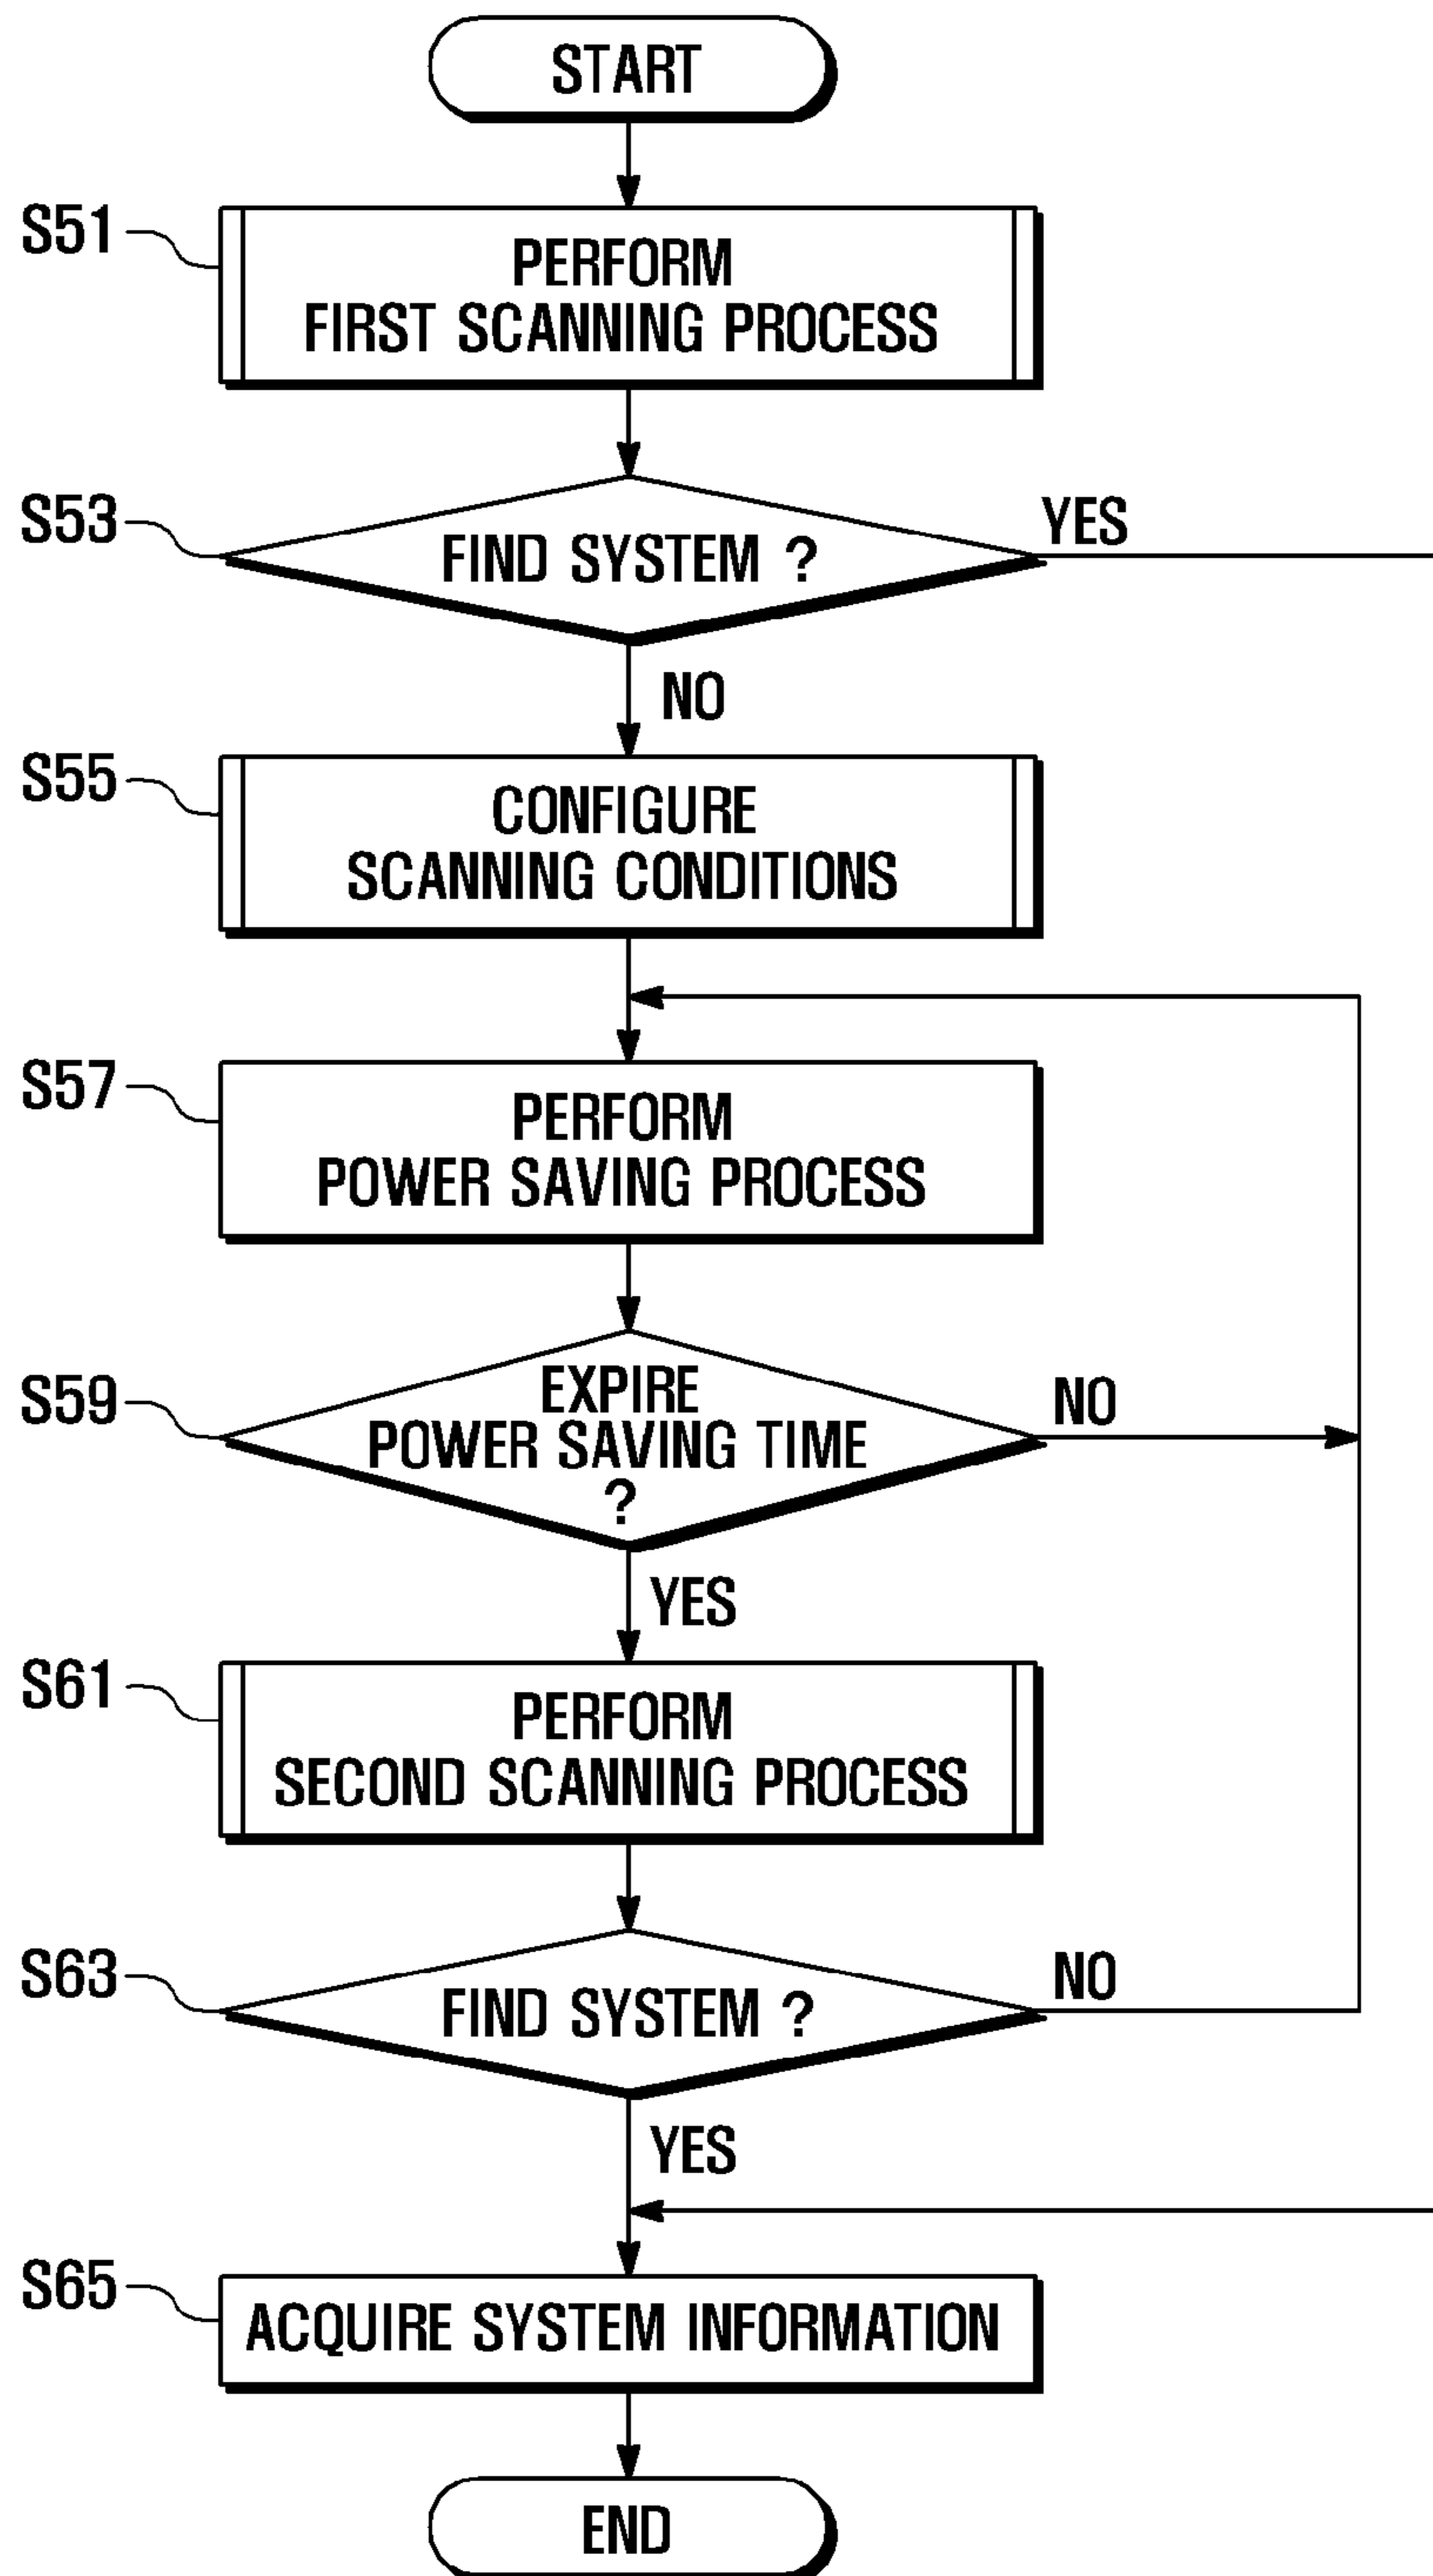 START
S51
PERFORM
FIRST SCANNING PROCESS
S53
FIND SYSTEM ?
YES
NO
S55
CONFIGURE
SCANNING CONDITIONS
S57
PERFORM
POWER SAVING PROCESS
S59
EXPIRE
POWER SAVING TIME
?
NO
YES
S61
PERFORM
SECOND SCANNING PROCESS
S63
FIND SYSTEM ?
NO
YES
S65
ACQUIRE SYSTEM INFORMATION
END